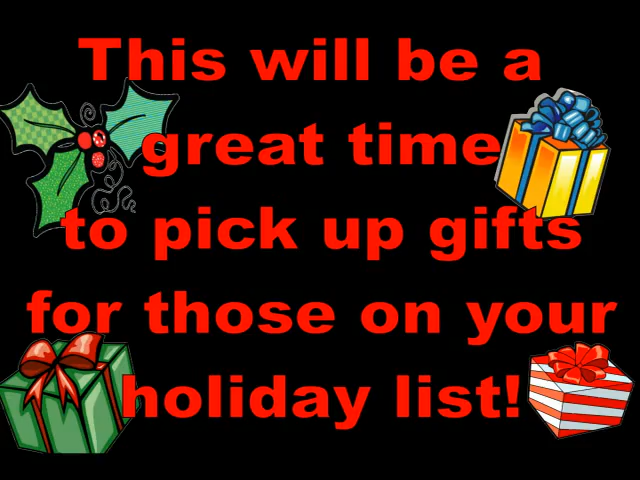 This will be a
great time
to pick up gifts
for those on your
holiday list!